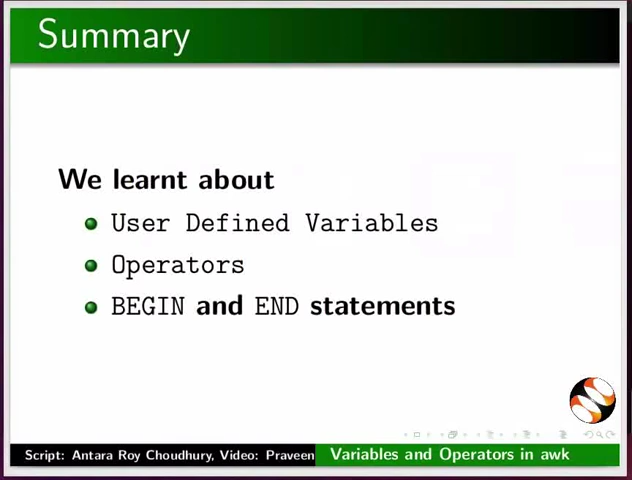 Summary
We learnt about
User Defined Variables
Operators
BEGIN and END statements
Script: Antara Roy Choudhury, Video: Praveen
Variables and Operators in awk